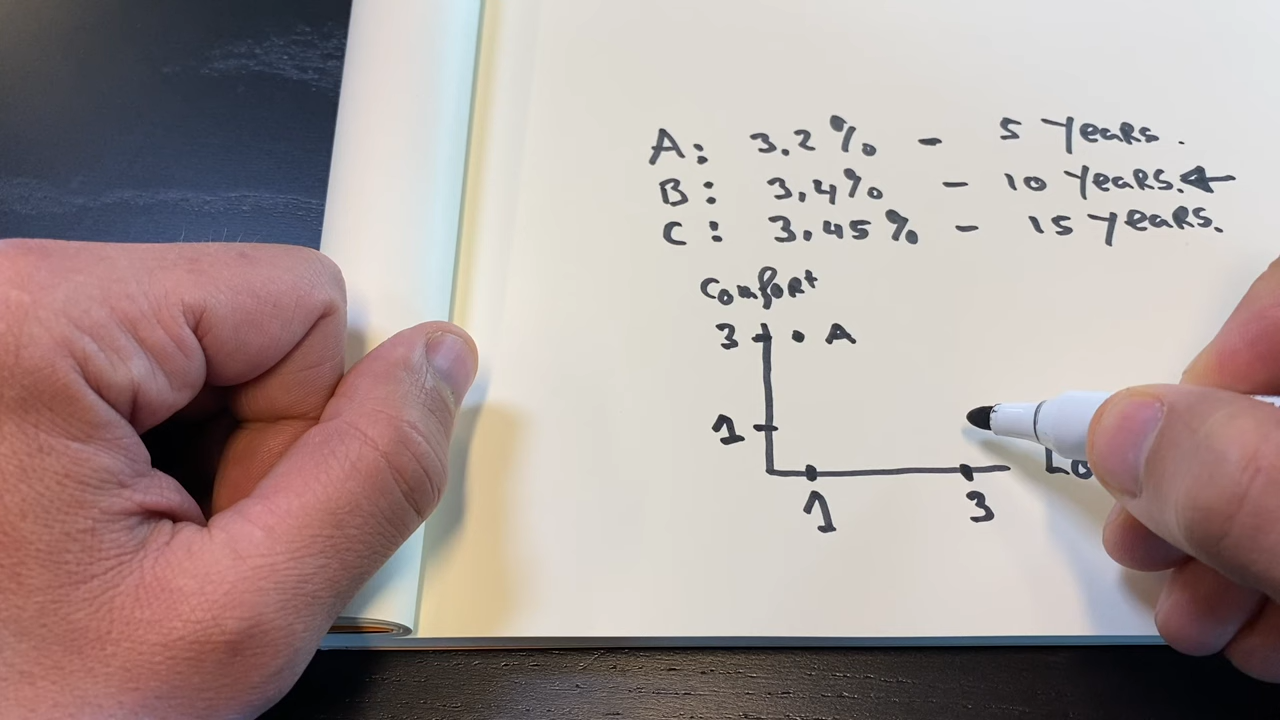 A: 3.2% - 5 Years.
B: 3.4% - 10 Years.
C: 3.45% - 15 years.
Comfort
3 A
1
1 3